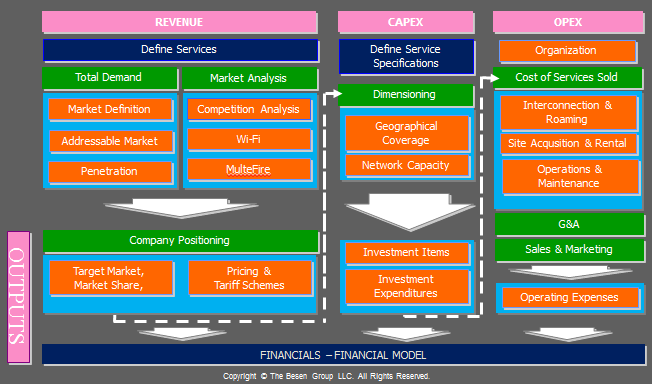 REVENUE
CAPEX
OPEX
Define Services
Define Service
Specifications
Organization
Total Demand
Market Analysis
Dimensioning
Cost of Services Sold
Market Definition
Addressable Market
Penetration
Competition Analysis
Wi-Fi
MulteFire
Geographical
Coverage
Network Capacity
Interconnection &
Roaming
Site Acqusition & Rental
Operations &
Maintenance
G&A
Sales & Marketing
Company Positioning
OUTPUTS
Target Market,
Market Share,
Pricing &
Tariff Schemes
Investment Items
Investment
Expenditures
Operating Expenses
FINANCIALS – FINANCIAL MODEL
Copyright © The Besen Group LLC. All Rights Reserved.